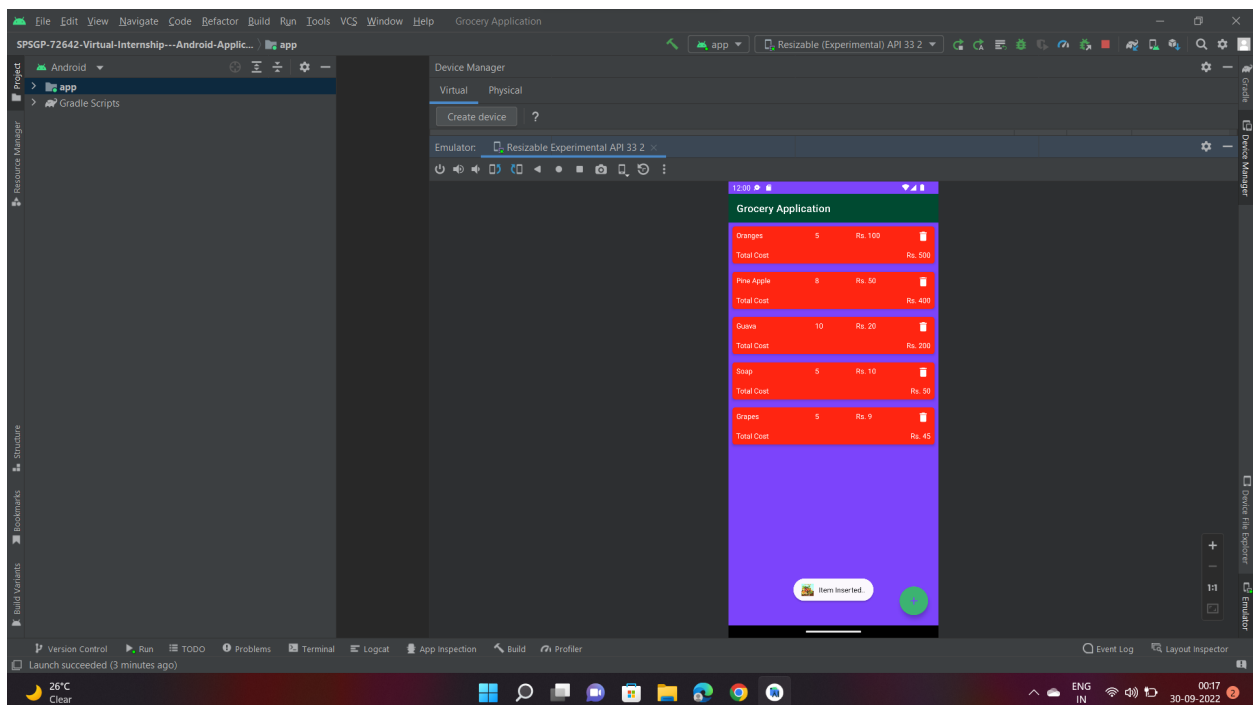 File Edit View Navigate Code Refactor Build Run Tools VCS Window Help Grocery Application
SPSGP-72642-Virtual-Internship---Android-Applic... app
app Resizable (Experimental) API 33 2
Android
Device Manager
app
Gradle Scripts
Virtual Physical
Create device ?
Emulator: Resizable Experimental API 33 2
12:00
Grocery Application
Oranges 5 Rs. 100
Total Cost Rs. 500
Pine Apple 8 Rs. 50
Total Cost Rs. 400
Guava 10 Rs. 20
Total Cost Rs. 200
Soap 5 Rs. 10
Total Cost Rs. 50
Grapes 5 Rs. 9
Total Cost Rs. 45
Item Inserted..
+
1:1
Project
Resource Manager
Structure
Bookmarks
Build Variants
Gradle
Device Manager
Device File Explorer
Emulator
Version Control Run TODO Problems Terminal Logcat App Inspection Build Profiler Event Log Layout Inspector
Launch succeeded (3 minutes ago)
26°C
Clear
ENG
IN
00:17
30-09-2022
2